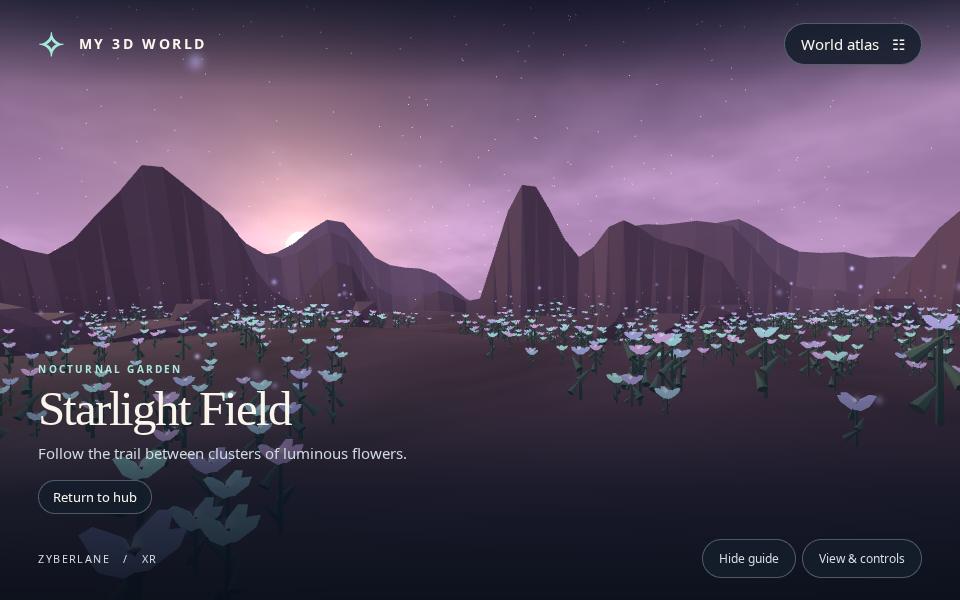 MY 3D WORLD
World atlas
NOCTURNAL GARDEN
Starlight Field
Follow the trail between clusters of luminous flowers.
Return to hub
ZYBERLANE / XR
Hide guide
View & controls